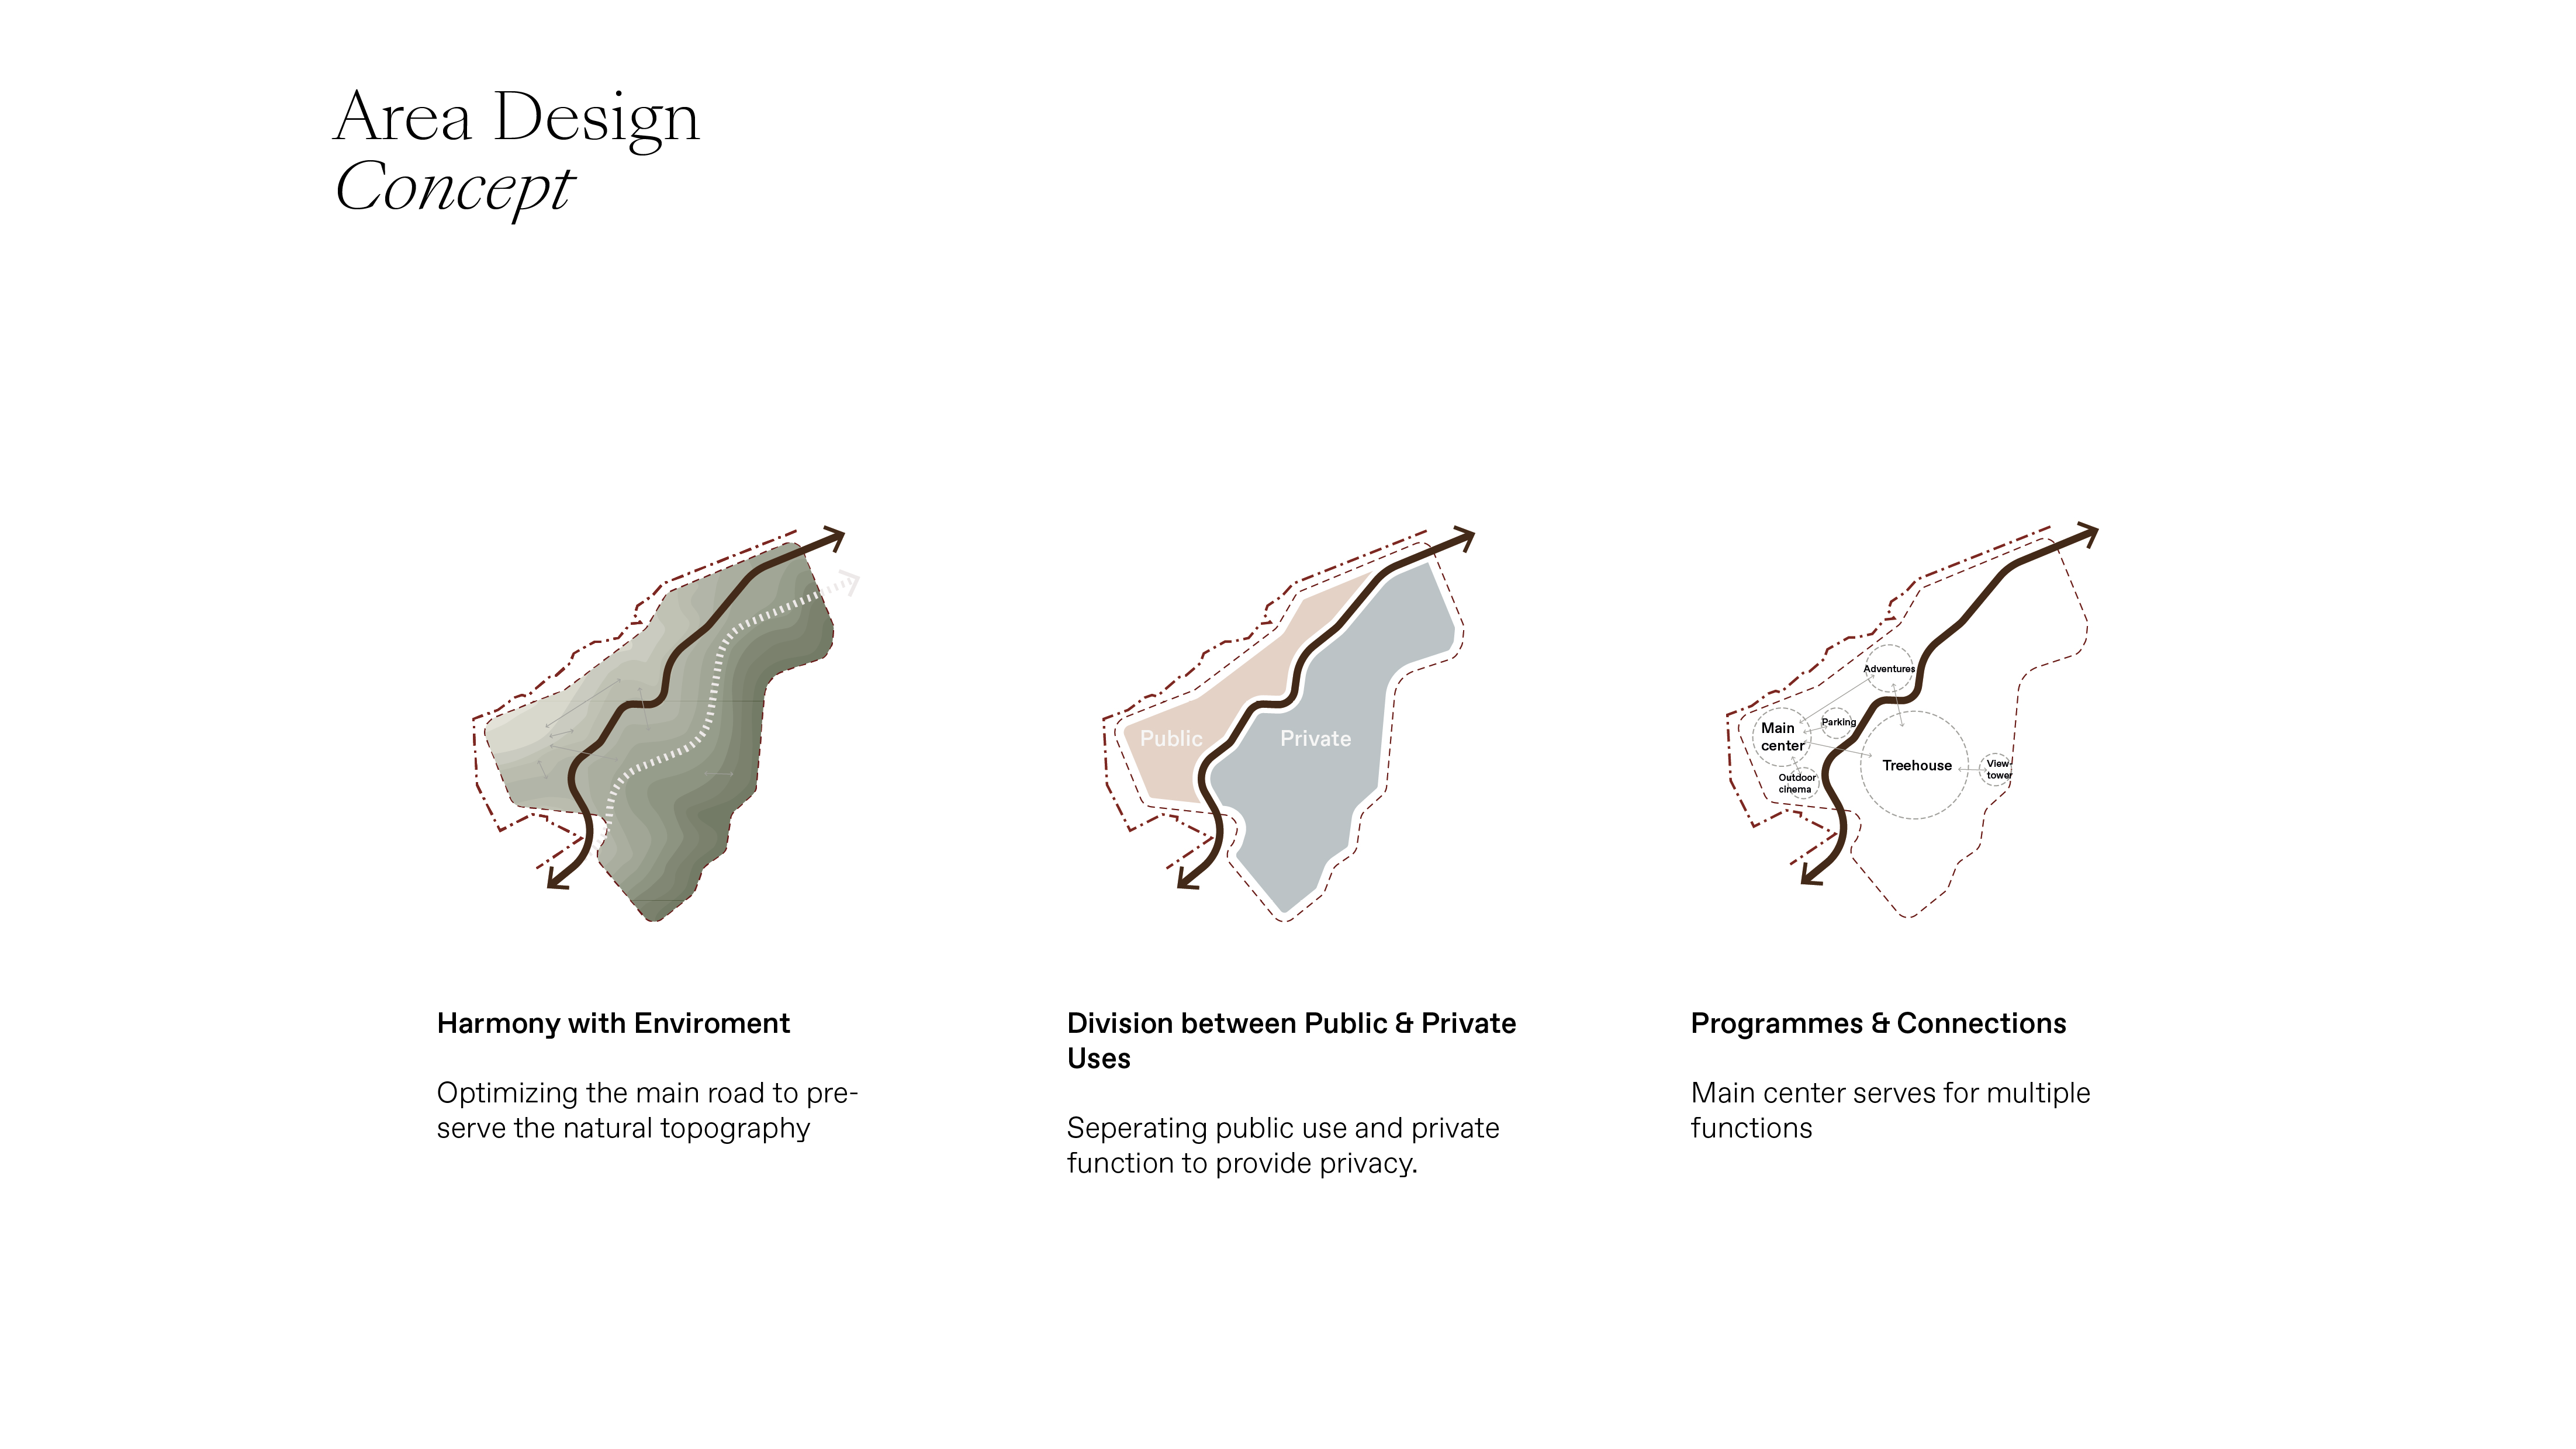 Area Design
Concept
Public
Private
Adventures
Main
center
Parking
Outdoor
cinema
Treehouse
View-
tower
Harmony with Enviroment
Optimizing the main road to pre-
serve the natural topography
Division between Public & Private
Uses
Seperating public use and private
function to provide privacy.
Programmes & Connections
Main center serves for multiple
functions